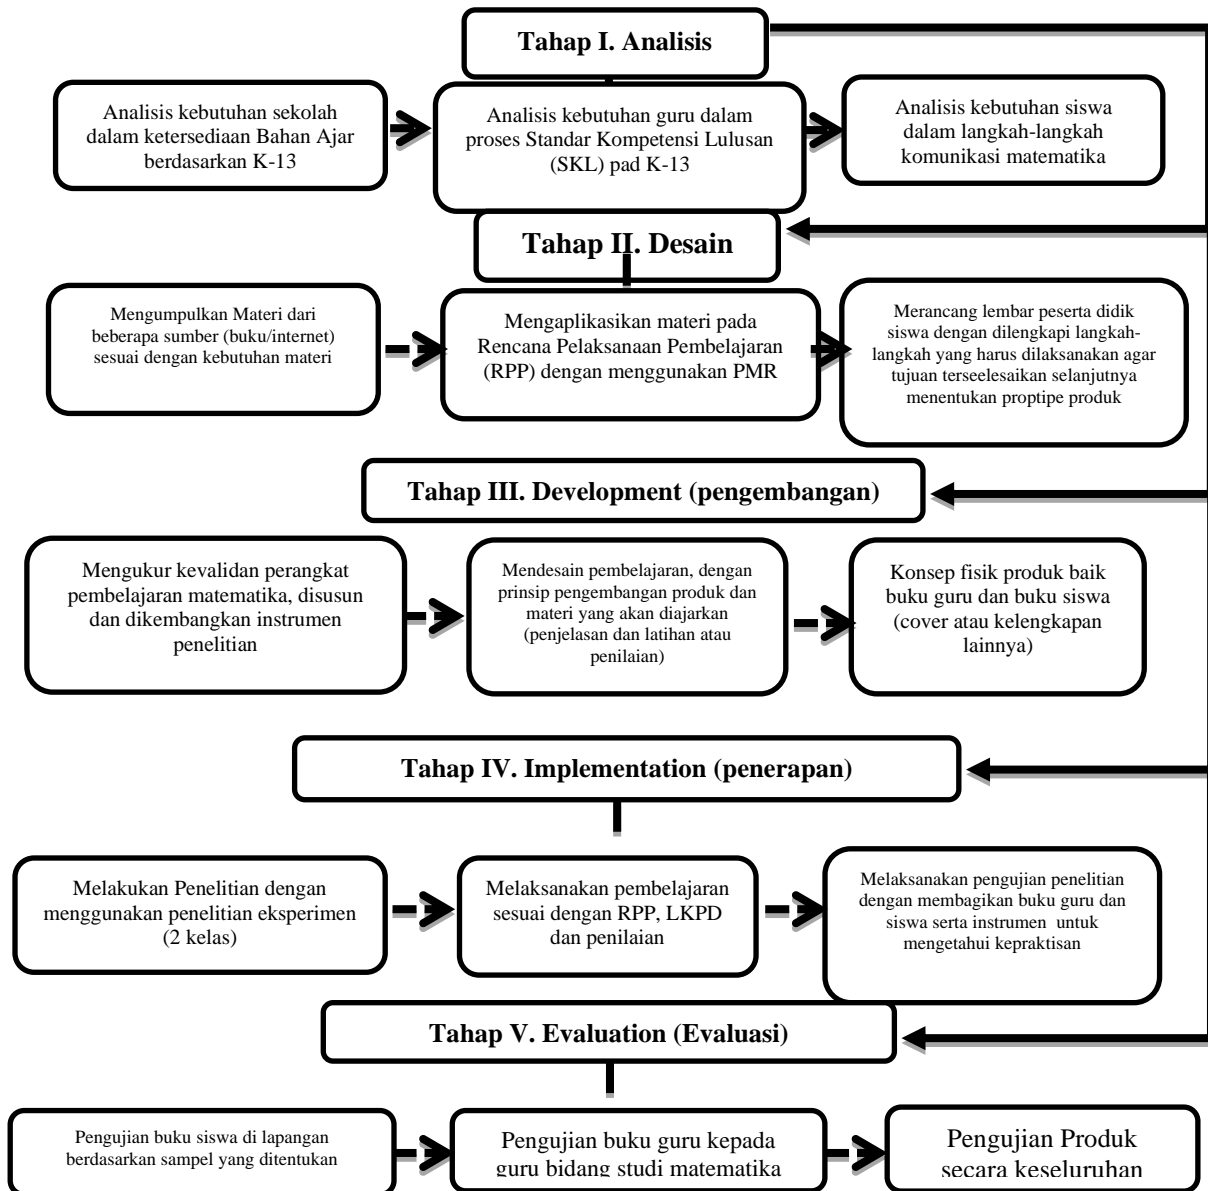 Tahap I. Analisis
Analisis kebutuhan sekolah
dalam ketersediaan Bahan Ajar
berdasarkan K-13
Analisis kebutuhan guru dalam
proses Standar Kompetensi Lulusan
(SKL) pad K-13
Analisis kebutuhan siswa
dalam langkah-langkah
komunikasi matematika
Tahap II. Desain
Mengumpulkan Materi dari
beberapa sumber (buku/internet)
sesuai dengan kebutuhan materi
Mengaplikasikan materi pada
Rencana Pelaksanaan Pembelajaran
(RPP) dengan menggunakan PMR
Merancang lembar peserta didik
siswa dengan dilengkapi langkah-
langkah yang harus dilaksanakan agar
tujuan terseelesaikan selanjutnya
menentukan proptipe produk
Tahap III. Development (pengembangan)
Mengukur kevalidan perangkat
pembelajaran matematika, disusun
dan dikembangkan instrumen
penelitian
Mendesain pembelajaran, dengan
prinsip pengembangan produk dan
materi yang akan diajarkan
(penjelasan dan latihan atau
penilaian)
Konsep fisik produk baik
buku guru dan buku siswa
(cover atau kelengkapan
lainnya)
Tahap IV. Implementation (penerapan)
Melakukan Penelitian dengan
menggunakan penelitian eksperimen
(2 kelas)
Melaksanakan pembelajaran
sesuai dengan RPP, LKPD
dan penilaian
Melaksanakan pengujian penelitian
dengan membagikan buku guru dan
siswa serta instrumen untuk
mengetahui kepraktisan
Tahap V. Evaluation (Evaluasi)
Pengujian buku siswa di lapangan
berdasarkan sampel yang ditentukan
Pengujian buku guru kepada
guru bidang studi matematika
Pengujian Produk
secara keseluruhan